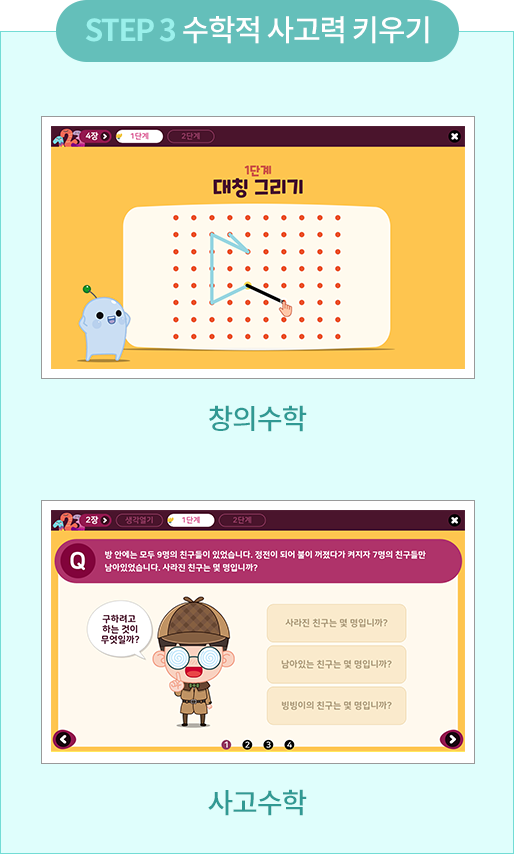 STEP 3 수학적 사고력 키우기
4장 1단계 2단계
1단계
대칭 그리기
창의수학
2장 생각열기 1단계 2단계
Q
방 안에는 모두 9명의 친구들이 있었습니다. 정전이 되어 불이 꺼졌다가 켜지자 7명의 친구들만
남아있었습니다. 사라진 친구는 몇 명입니까?
구하려고
하는 것이
무엇일까?
사라진 친구는 몇 명입니까?
남아있는 친구는 몇 명입니까?
빙빙이의 친구는 몇 명입니까?
1 2 3 4
사고수학